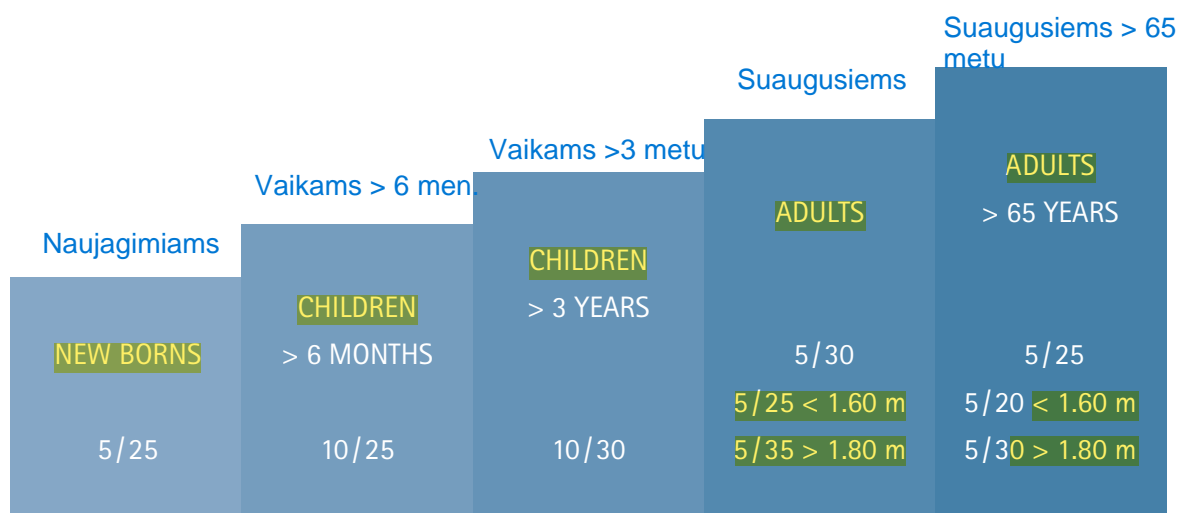 Naujagimiams
NEW BORNS
5/25
Vaikams > 6 men.
CHILDREN
> 6 MONTHS
10/25
Vaikams >3 metu
CHILDREN
> 3 YEARS
10/30
Suaugusiems
ADULTS
5/30
5/25 < 1.60 m
5/35 > 1.80 m
Suaugusiems > 65
metu
ADULTS
> 65 YEARS
5/25
5/20 < 1.60 m
5/30 > 1.80 m